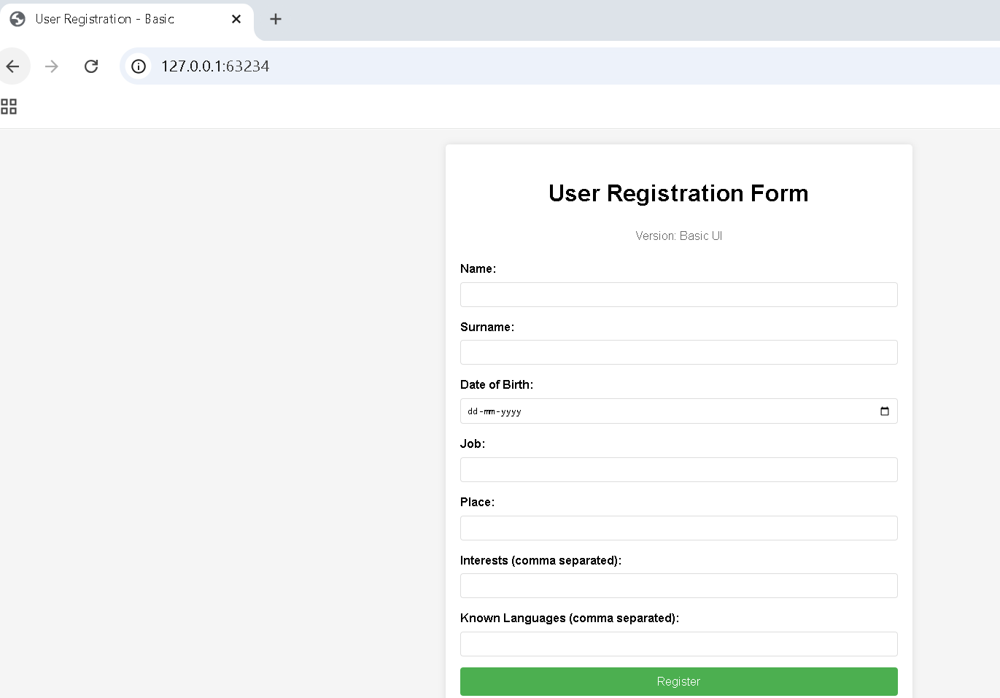 User Registration - Basic
127.0.0.1:63234
User Registration Form
Version: Basic UI
Name:
Surname:
Date of Birth:
dd-mm-yyyy
Job:
Place:
Interests (comma separated):
Known Languages (comma separated):
Register